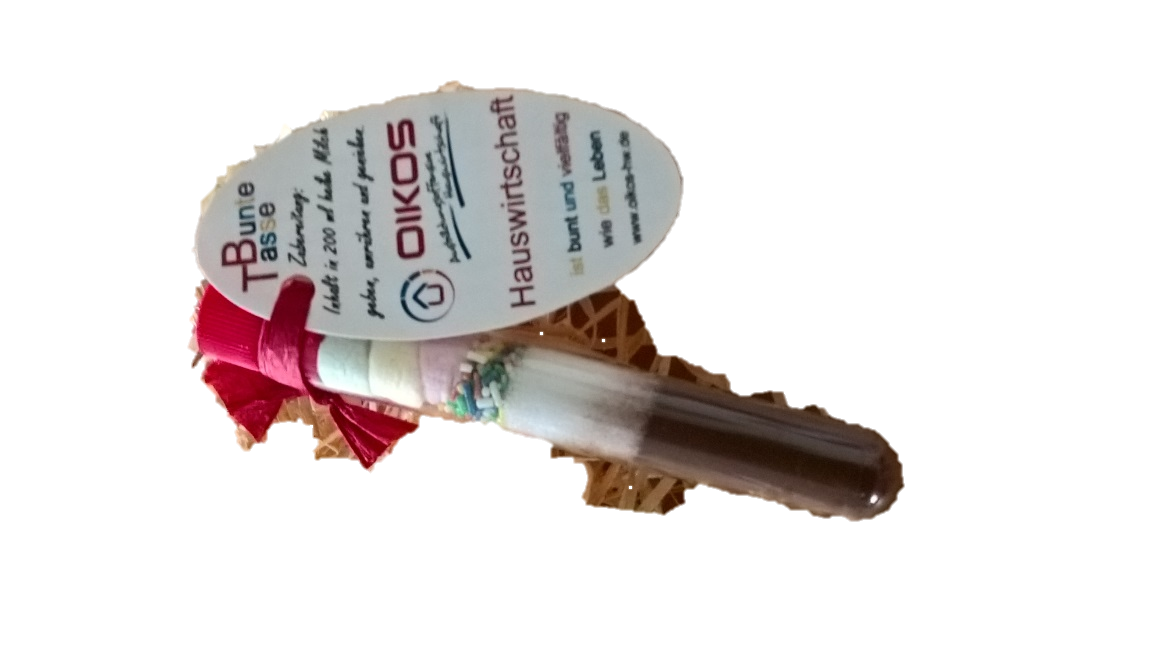 Bunte
Tasse
Zubereitung:
Inhalt in 200 ml heiße Milch
geben, umrühren und genießen.
OIKOS
Hauswirtschaft
ist bunt und vielfältig
wie das Leben
www.oikos-hw.de